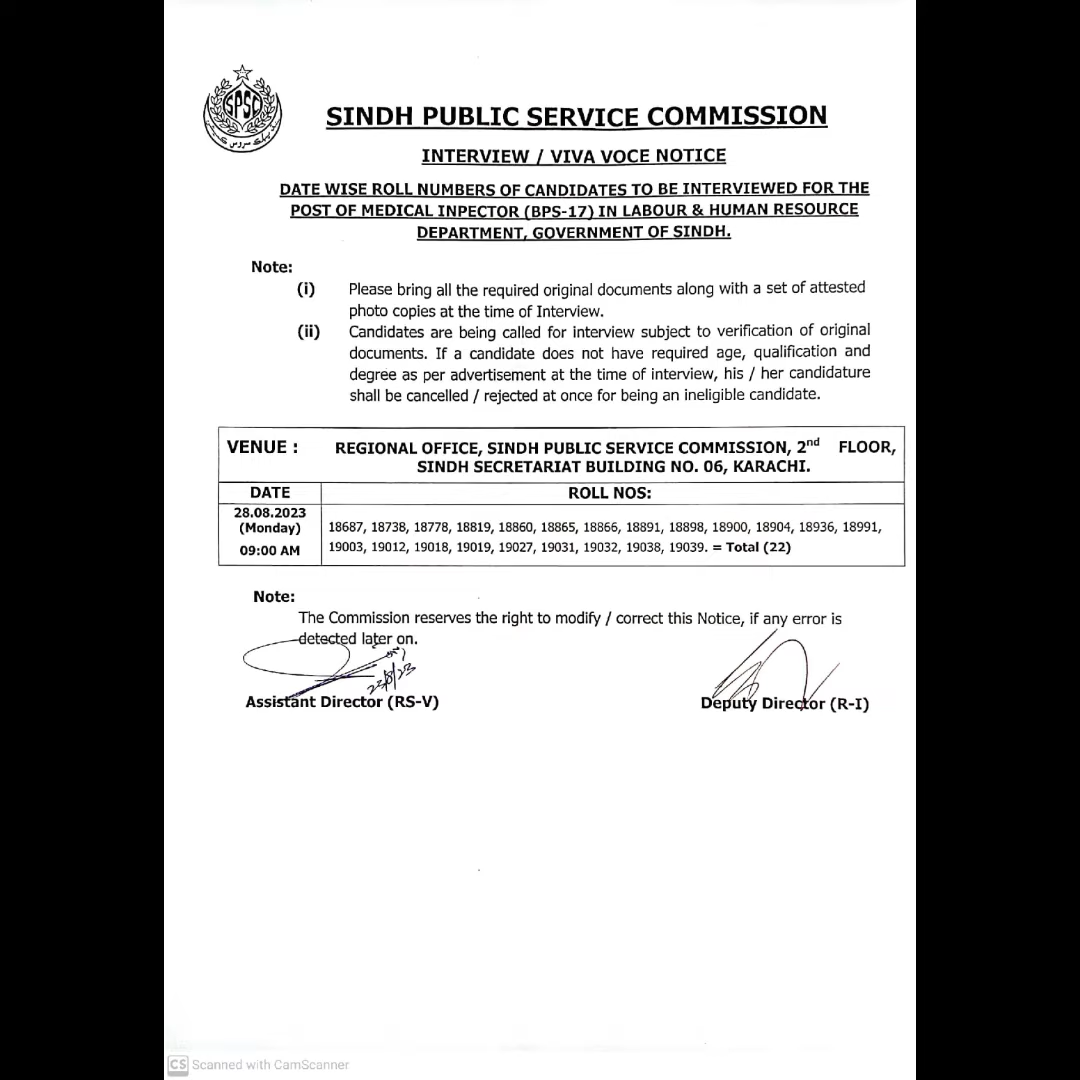 SPSC
SINDH PUBLIC SERVICE COMMISSION
INTERVIEW / VIVA VOCE NOTICE
DATE WISE ROLL NUMBERS OF CANDIDATES TO BE INTERVIEWED FOR THE
POST OF MEDICAL INPECTOR (BPS-17) IN LABOUR & HUMAN RESOURCE
DEPARTMENT, GOVERNMENT OF SINDH.
Note:
(i) Please bring all the required original documents along with a set of attested
photo copies at the time of Interview.
(ii) Candidates are being called for interview subject to verification of original
documents. If a candidate does not have required age, qualification and
degree as per advertisement at the time of interview, his / her candidature
shall be cancelled / rejected at once for being an ineligible candidate.
VENUE : REGIONAL OFFICE, SINDH PUBLIC SERVICE COMMISSION, 2nd FLOOR,
SINDH SECRETARIAT BUILDING NO. 06, KARACHI.
DATE ROLL NOS:
28.08.2023
(Monday)
09:00 AM
18687, 18738, 18778, 18819, 18860, 18865, 18866, 18891, 18898, 18900, 18904, 18936, 18991,
19003, 19012, 19018, 19019, 19027, 19031, 19032, 19038, 19039. = Total (22)
Note:
The Commission reserves the right to modify / correct this Notice, if any error is
detected later on.
23/8/23
Assistant Director (RS-V) Deputy Director (R-I)
CS Scanned with CamScanner